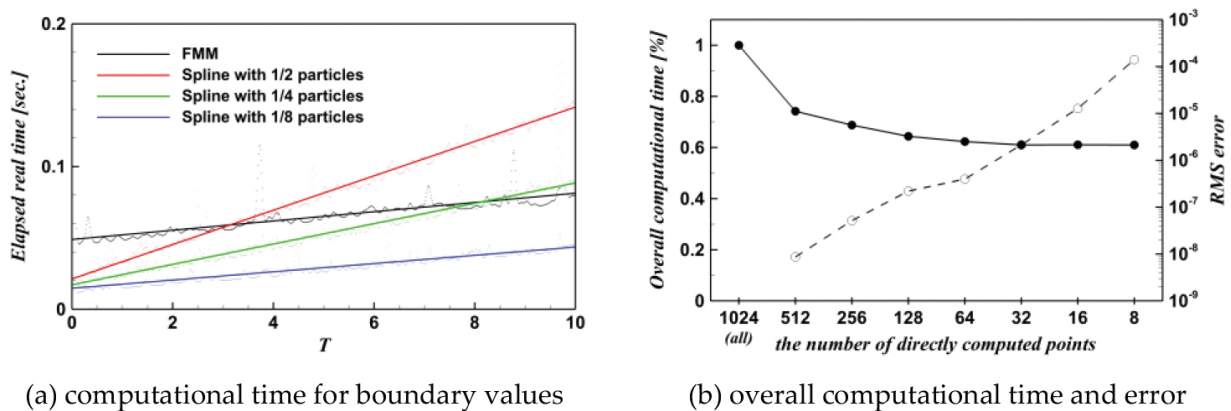 Elapsed real time [sec.]
0.2
0.1
0
FMM
Spline with 1/2 particles
Spline with 1/4 particles
Spline with 1/8 particles
0 2 4 6 8 10
T
(a) computational time for boundary values
Overall computational time [%]
1
0.8
0.6
0.4
0.2
0
10-3
10-4
10-5
10-6
10-7
10-8
10-9
RMS error
1024 512 256 128 64 32 16 8
(all)
the number of directly computed points
(b) overall computational time and error